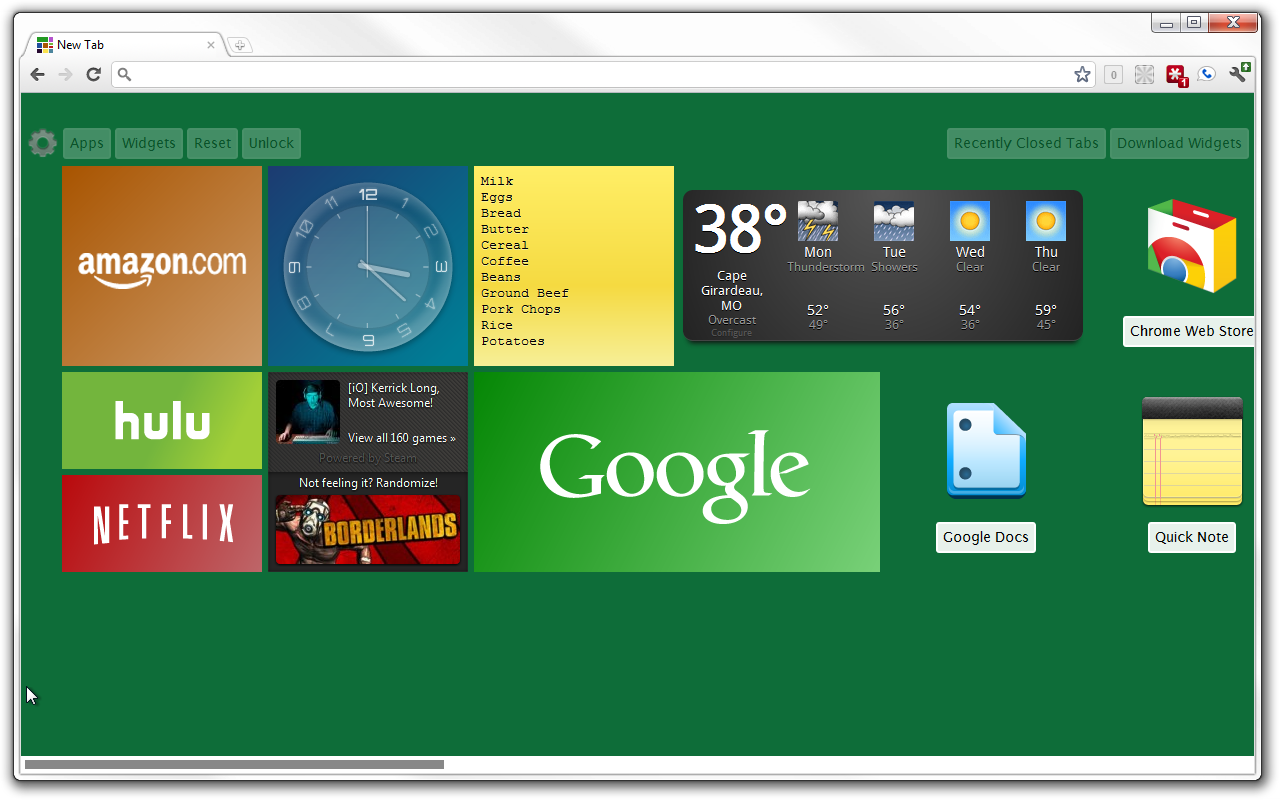 New Tab
0
1
Apps
Widgets
Reset
Unlock
Recently Closed Tabs
Download Widgets
amazon.com
12
1
2
3
4
5
6
7
8
9
10
11
Milk
Eggs
Bread
Butter
Cereal
Coffee
Beans
Ground Beef
Pork Chops
Rice
Potatoes
38°
Cape
Girardeau,
MO
Overcast
Configure
Mon
Thunderstorm
52°
49°
Tue
Showers
56°
36°
Wed
Clear
54°
36°
Thu
Clear
59°
45°
Chrome Web Store
hulu
NETFLIX
[iO] Kerrick Long,
Most Awesome!
View all 160 games »
Powered by Steam
Not feeling it? Randomize!
BORDERLANDS
Google
Google Docs
Quick Note